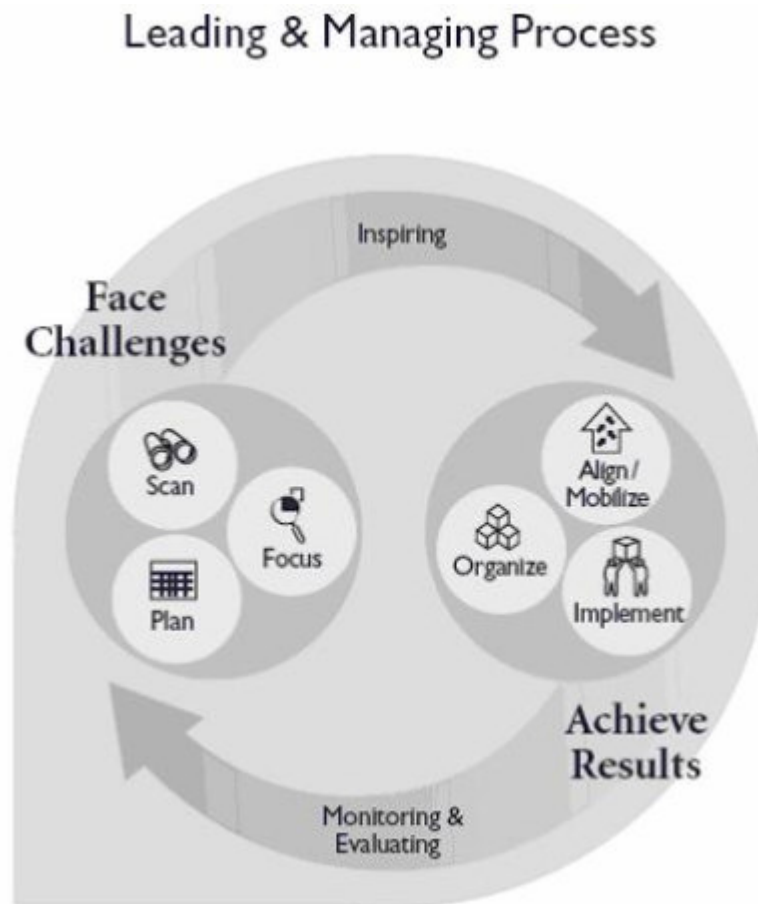 Leading & Managing Process
Inspiring
Face
Challenges
Scan
Focus
Plan
Align /
Mobilize
Organize
Implement
Achieve
Results
Monitoring &
Evaluating